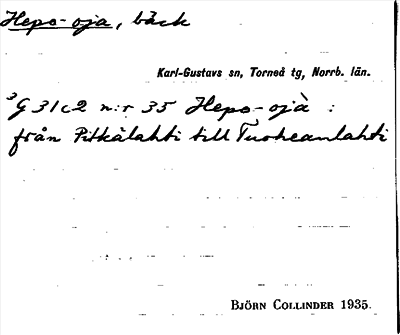 Hepo-oja, bäck
Karl-Gustavs sn, Torneå tg, Norrb. län.
3G 31c2 n:r 35 Hepo-oja :
från Pitkälahti till Tuoheanlahti
BJÖRN COLLINDER 1935.